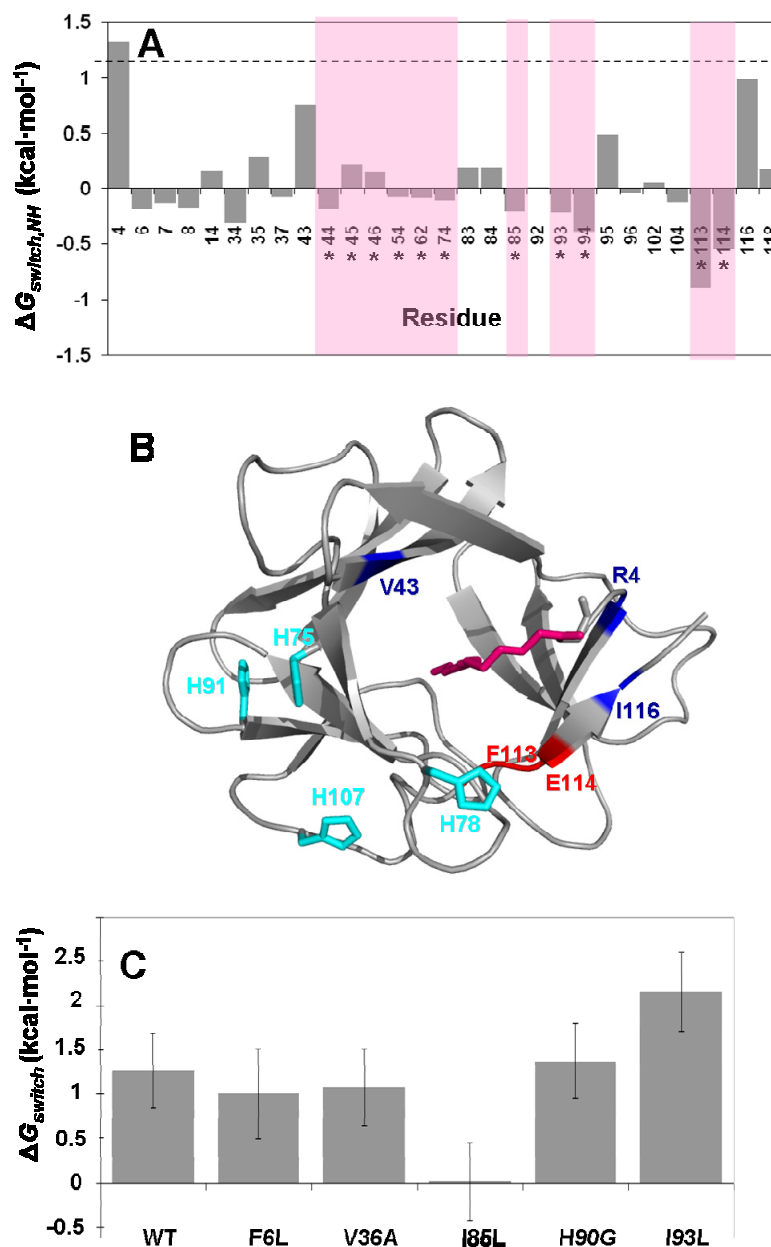 A
1.5
1
0.5
0
-0.5
-1
-1.5
ΔG switch,NH (kcal·mol-1)
4 6 7 8 14 34 35 37 43 44 45 46 54 62 74 83 84 85 92 93 94 95 96 102 104 113 114 116 118
* * * * * * * * * * *
Residue
B
V43
R4
H75
H91
I116
F113
E114
H107
H78
C
2.5
2
1.5
1
0.5
0
-0.5
ΔG switch (kcal·mol-1)
WT F6L V36A I85L H90G I93L